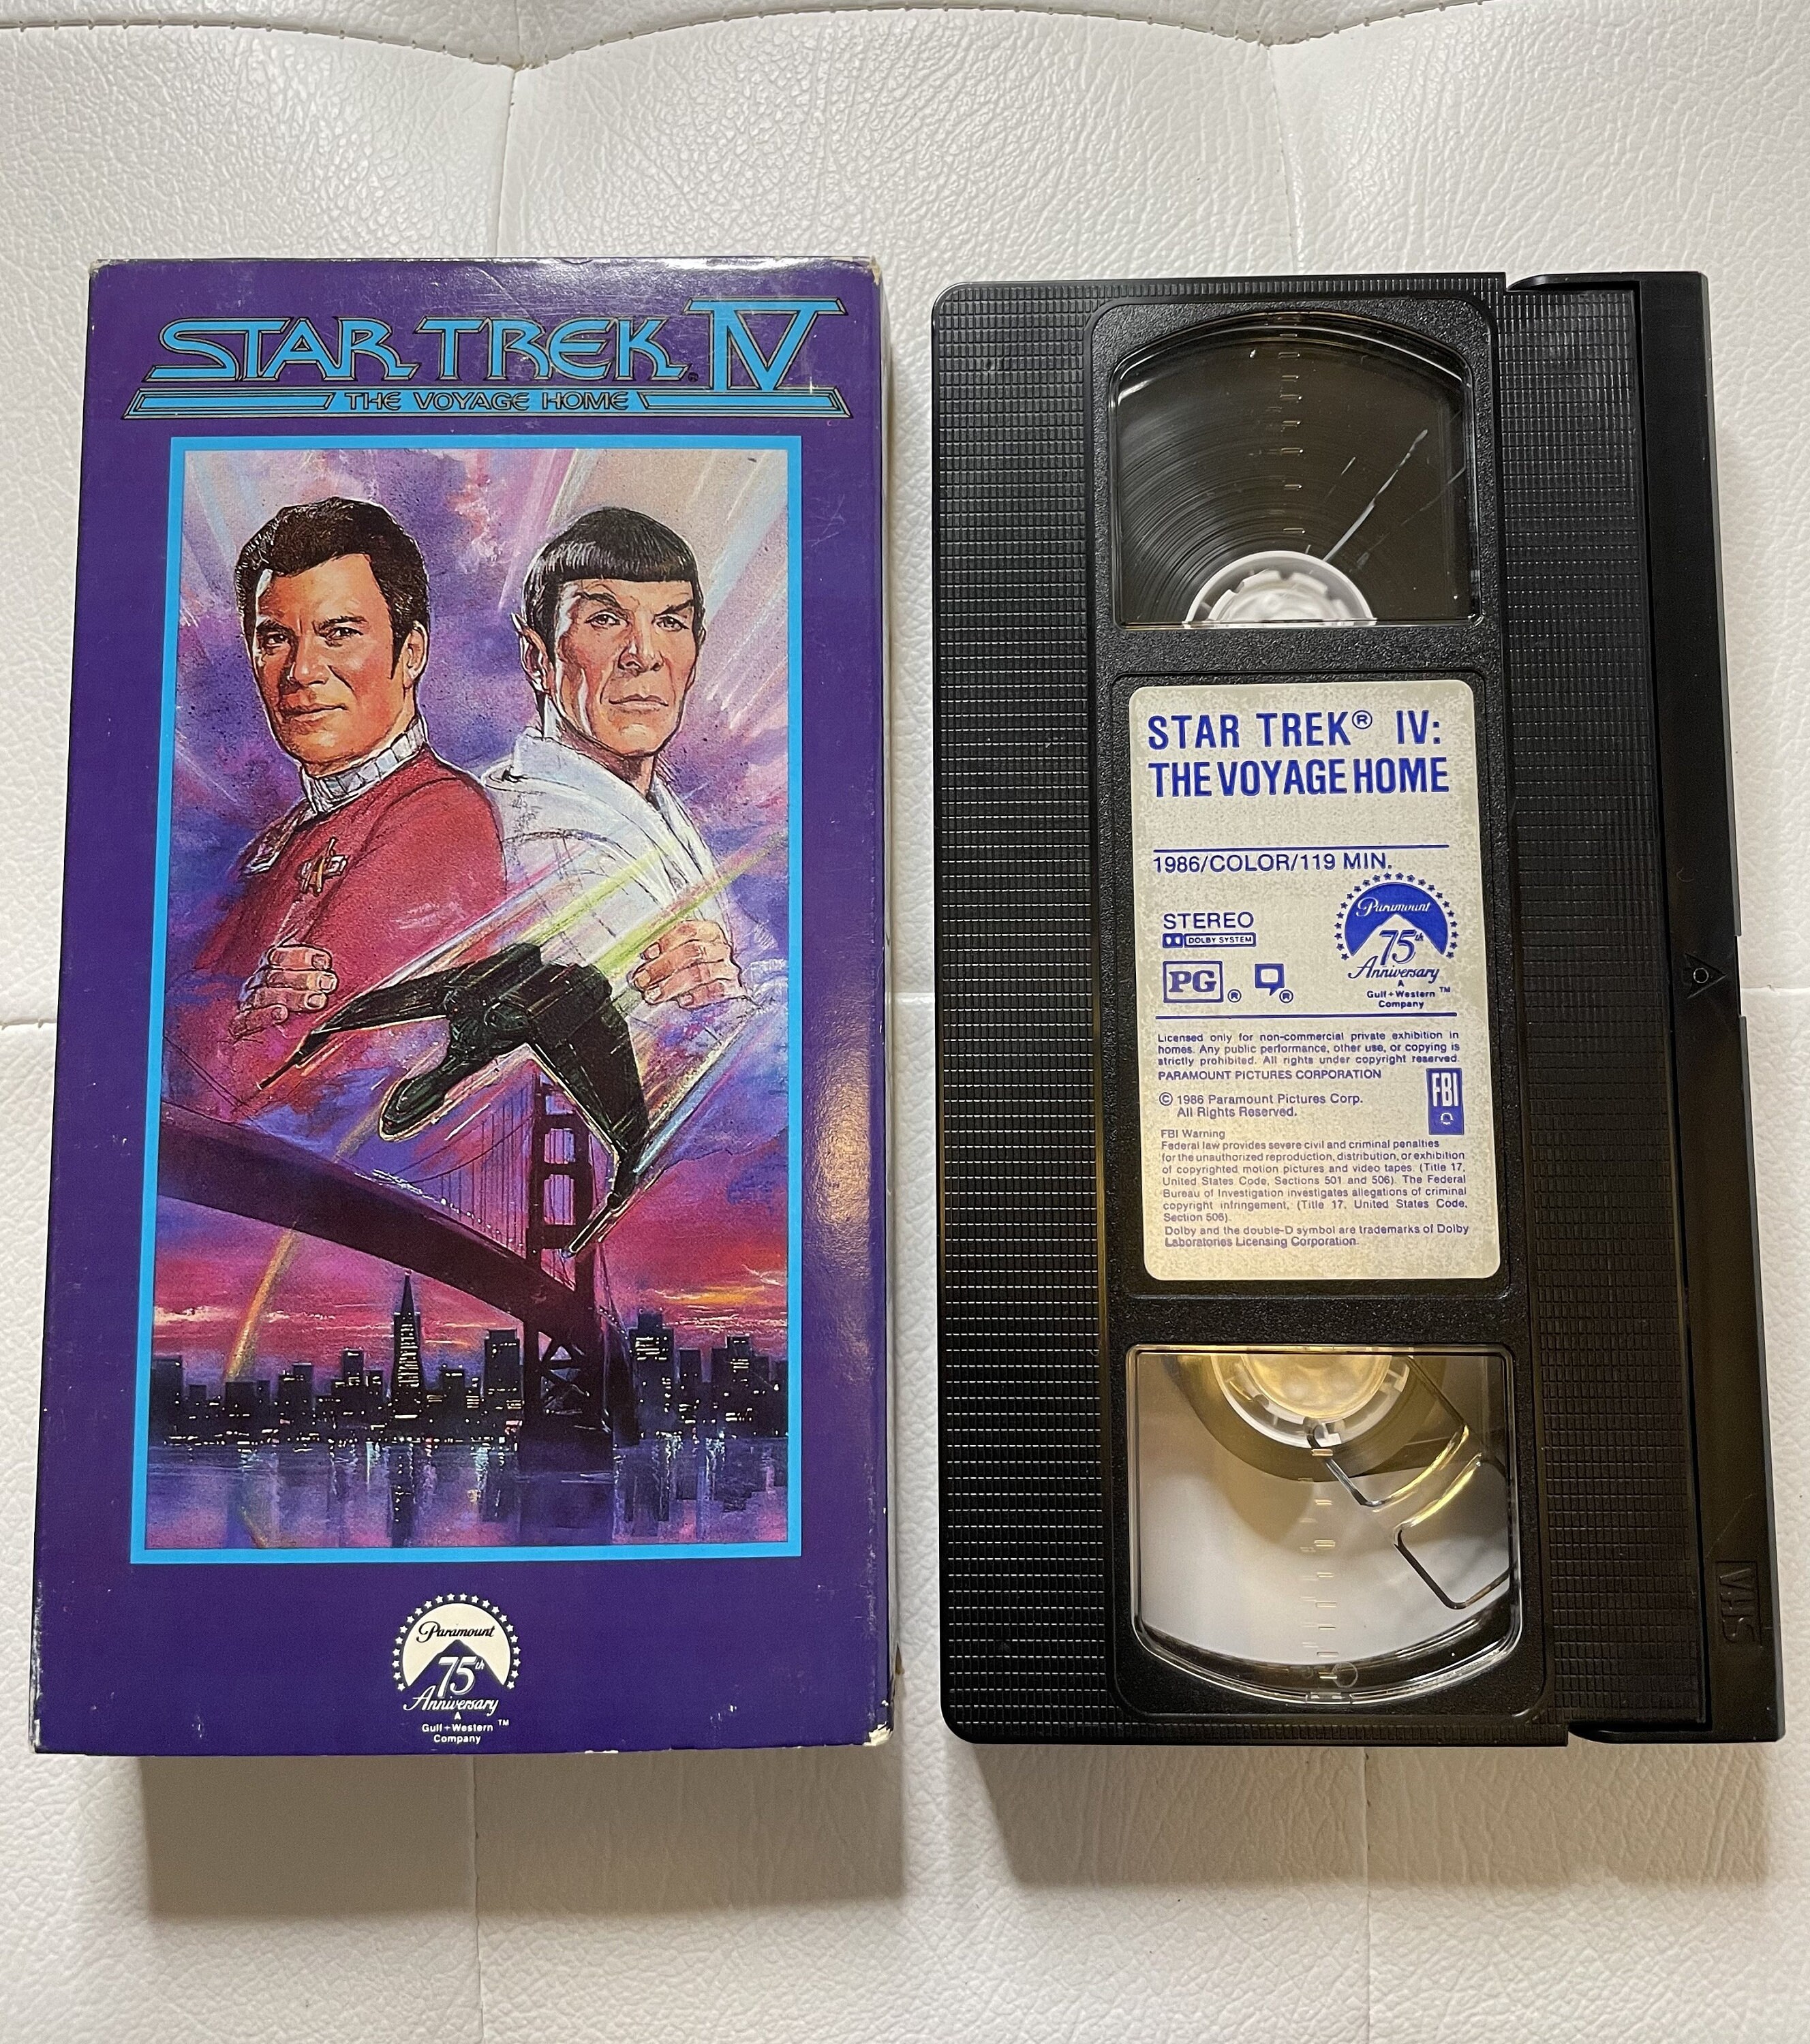 STAR TREK® IV
THE VOYAGE HOME
Paramount
75th
Anniversary
A
Gulf+Western™
Company
STAR TREK® IV:
THE VOYAGE HOME
1986/COLOR/119 MIN.
STEREO
DOLBY SYSTEM
PG®
®
Paramount
75th
Anniversary
A
Gulf+Western™
Company
Licensed only for non-commercial private exhibition in
homes. Any public performance, other use, or copying is
strictly prohibited. All rights under copyright reserved.
PARAMOUNT PICTURES CORPORATION
FBI
© 1986 Paramount Pictures Corp.
All Rights Reserved.
FBI Warning
Federal law provides severe civil and criminal penalties
for the unauthorized reproduction, distribution, or exhibition
of copyrighted motion pictures and video tapes. (Title 17,
United States Code, Sections 501 and 506). The Federal
Bureau of Investigation investigates allegations of criminal
copyright infringement, (Title 17, United States Code,
Section 506).
Dolby and the double-D symbol are trademarks of Dolby
Laboratories Licensing Corporation.
VHS